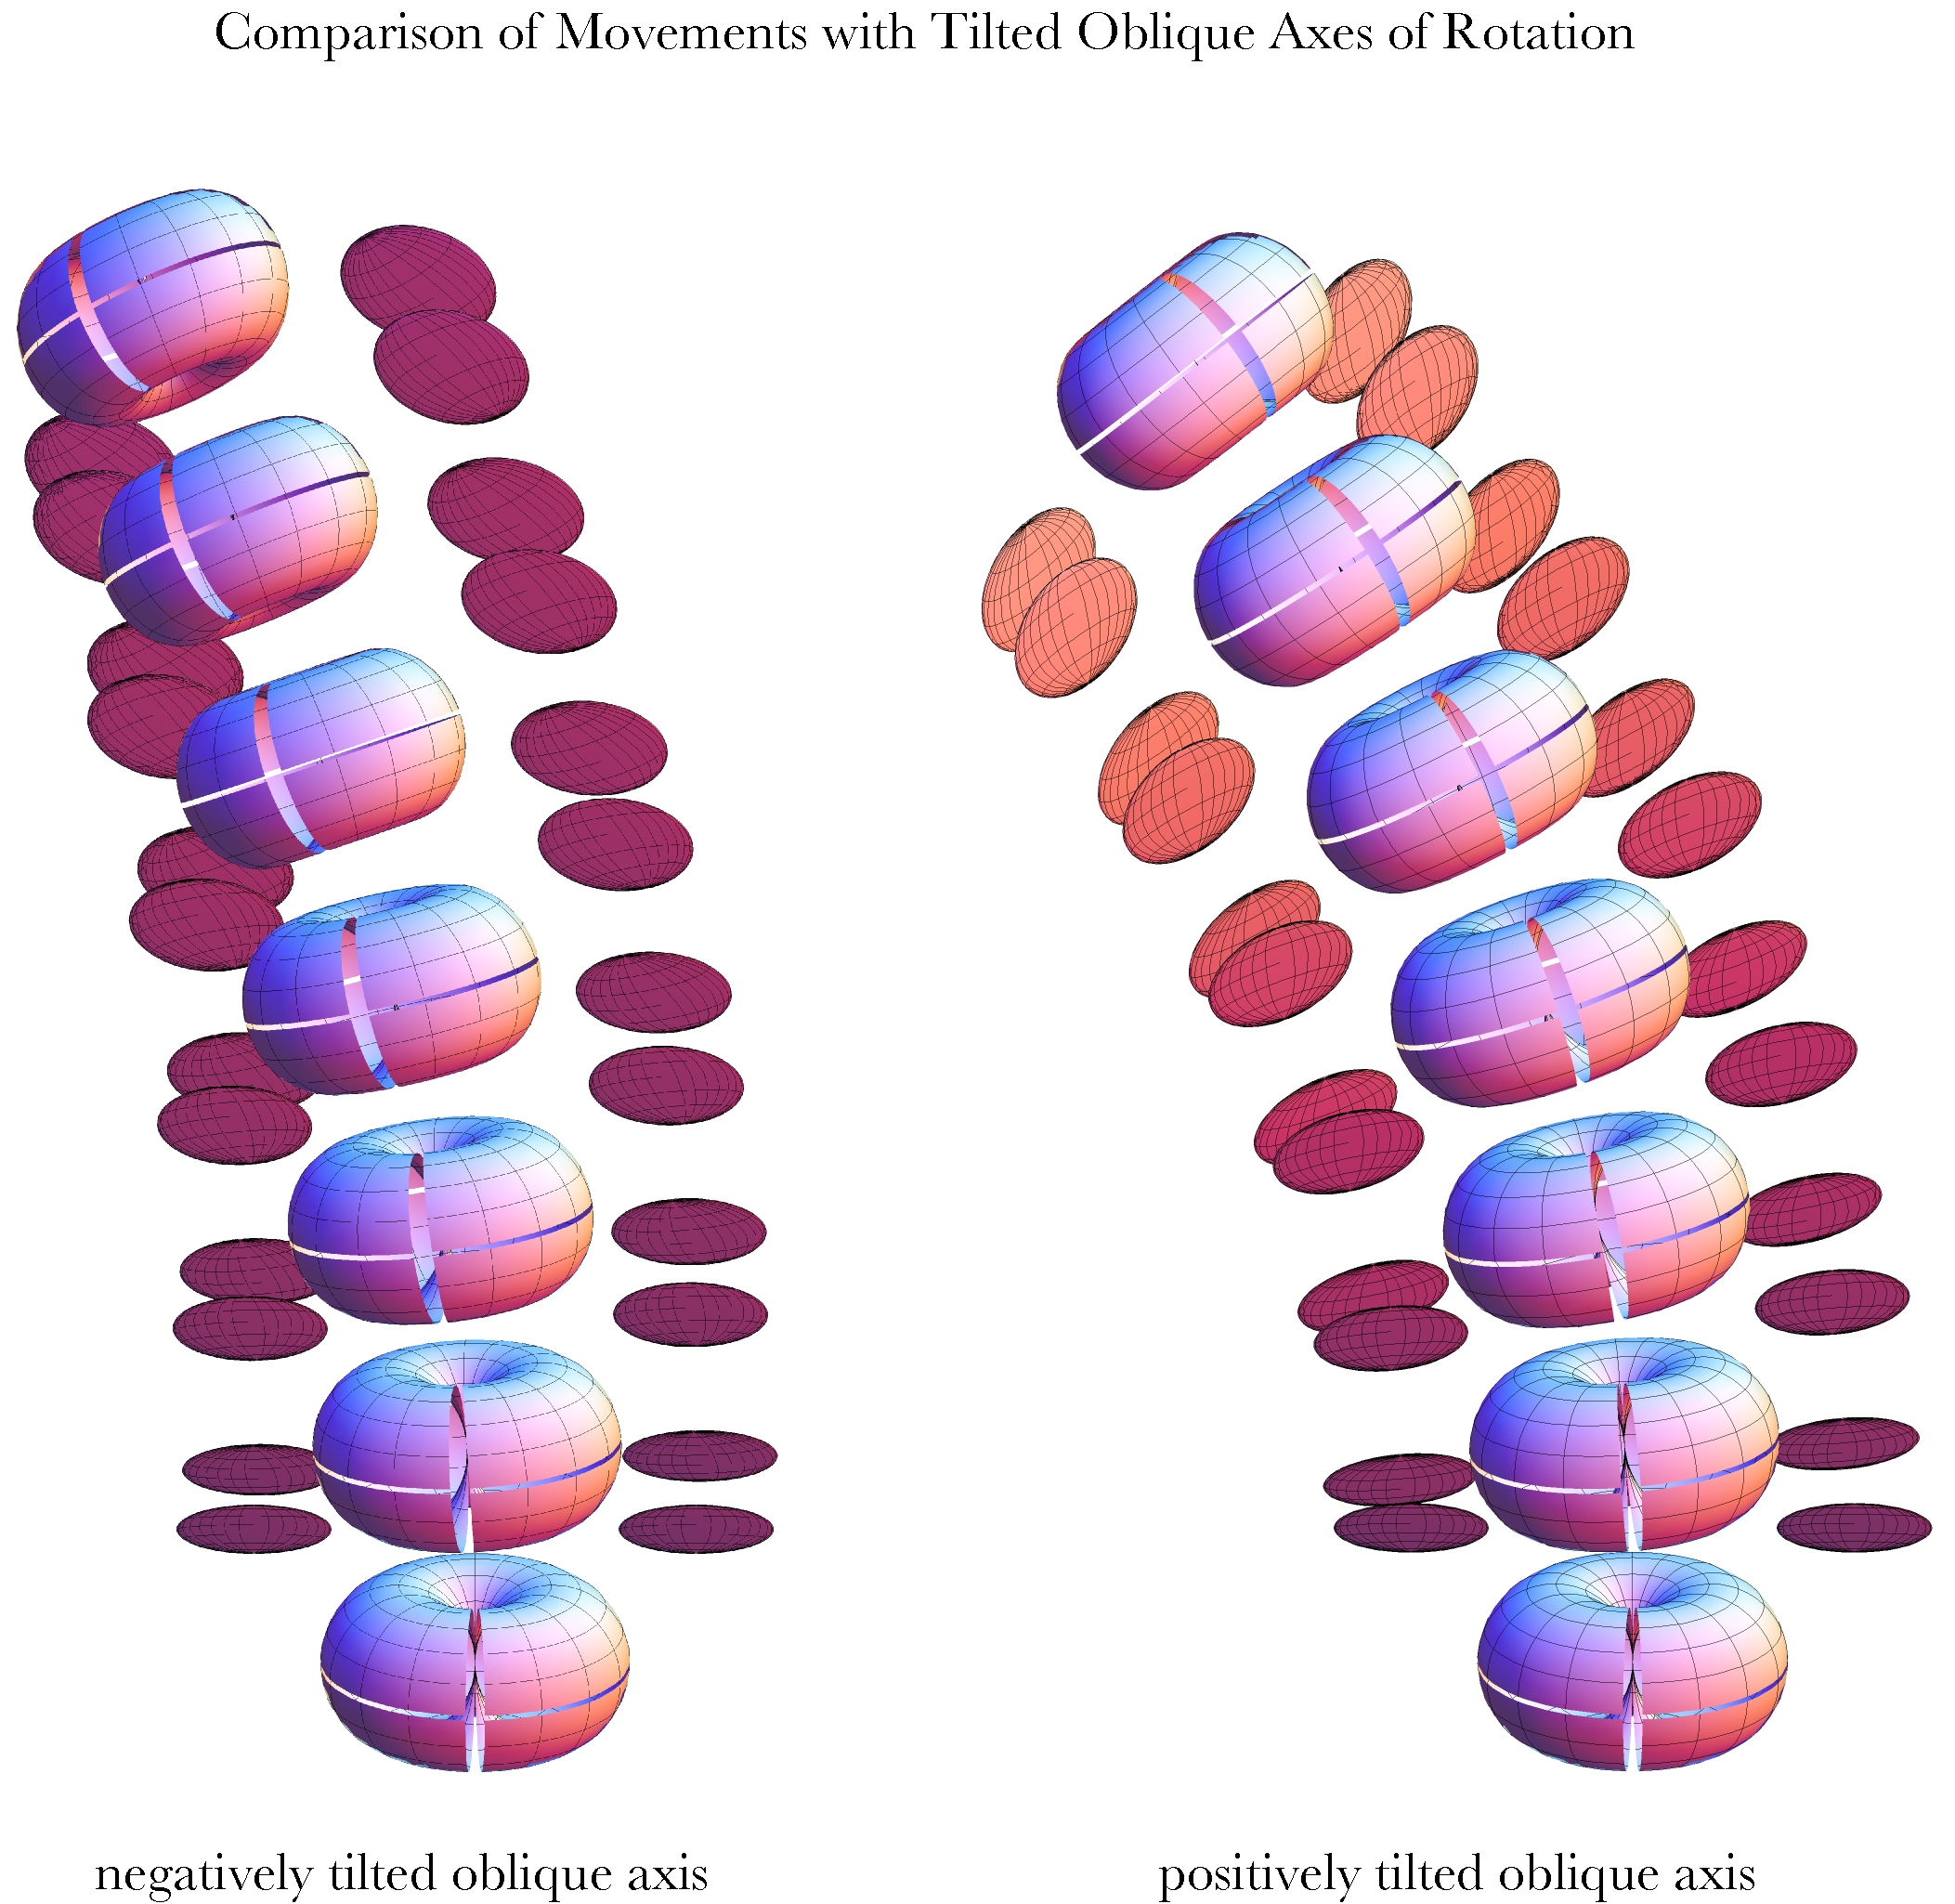 Comparison of Movements with Tilted Oblique Axes of Rotation
negatively tilted oblique axis
positively tilted oblique axis